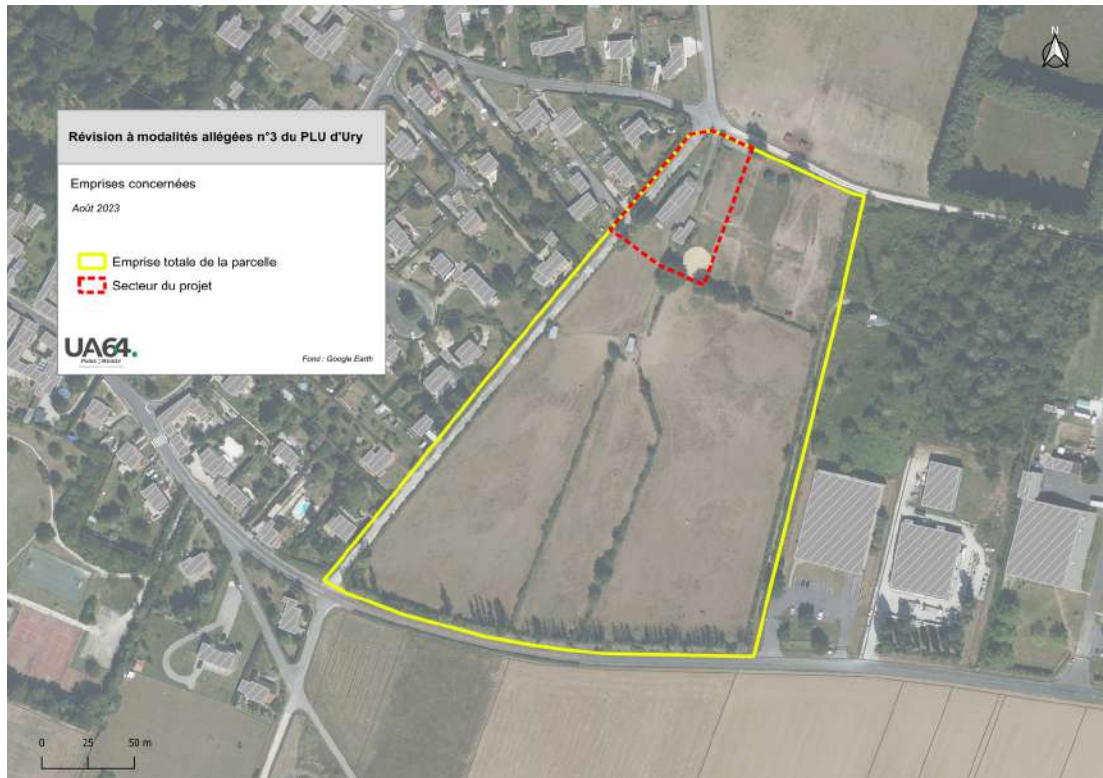 N
Révision à modalités allégées n°3 du PLU d'Ury
Emprises concernées
Août 2023
Emprise totale de la parcelle
Secteur du projet
UA64.
Fond : Google Earth
0 25 50 m